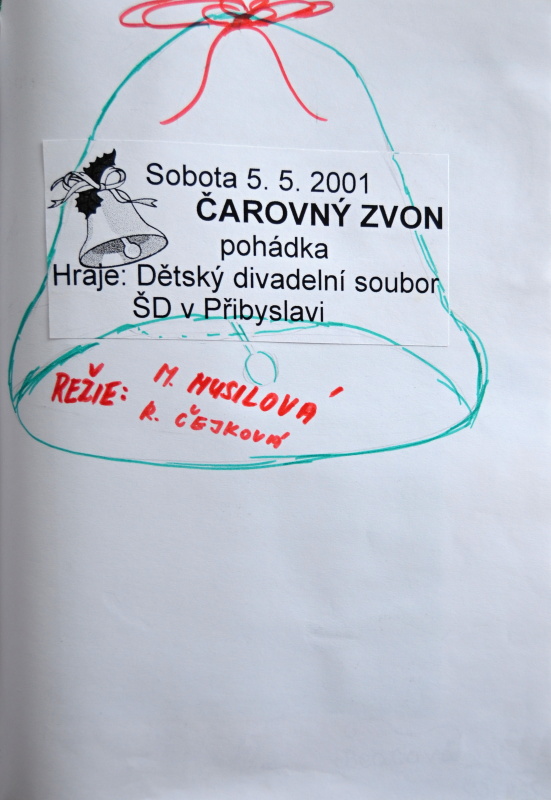 Sobota 5. 5. 2001
ČAROVNÝ ZVON
pohádka
Hraje: Dětský divadelní soubor
ŠD v Přibyslavi
REŽIE: M. MUSILOVÁ
R. ČEJKOVÁ